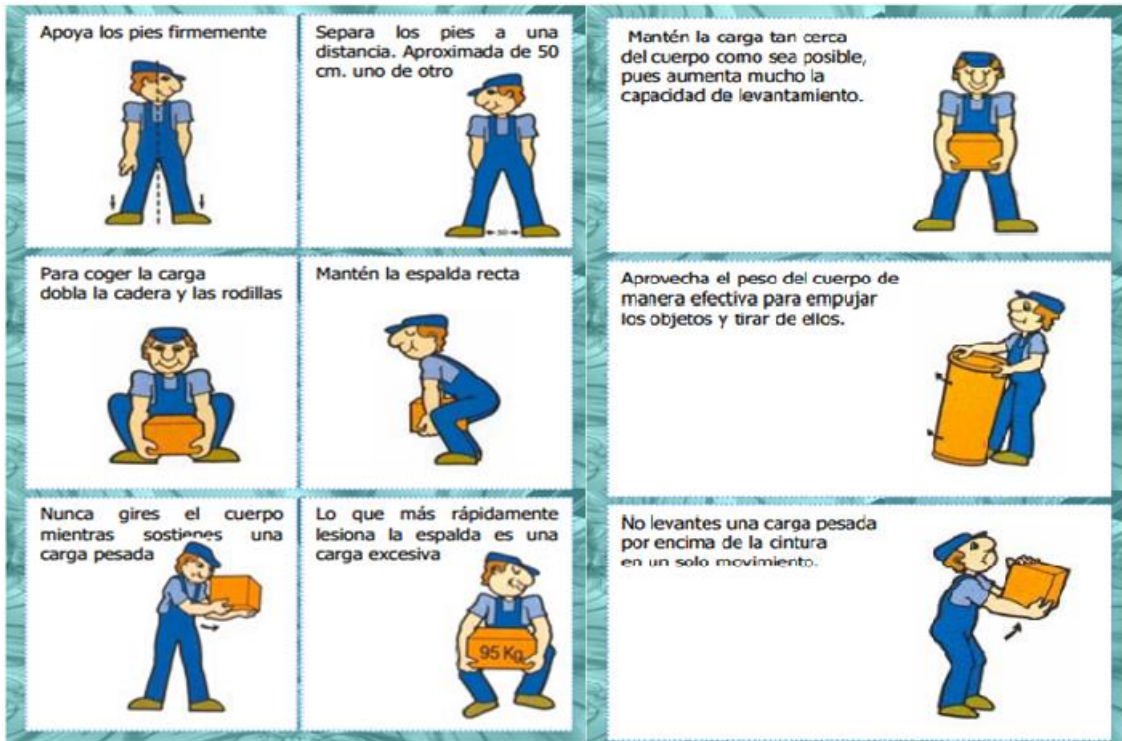 Apoya los pies firmemente
Separa los pies a una
distancia. Aproximada de 50
cm. uno de otro
50
Para coger la carga
dobla la cadera y las rodillas
Mantén la espalda recta
Nunca gires el cuerpo
mientras sostienes una
carga pesada
Lo que más rápidamente
lesiona la espalda es una
carga excesiva
95 Kg
Mantén la carga tan cerca
del cuerpo como sea posible,
pues aumenta mucho la
capacidad de levantamiento.
Aprovecha el peso del cuerpo de
manera efectiva para empujar
los objetos y tirar de ellos.
No levantes una carga pesada
por encima de la cintura
en un solo movimiento.